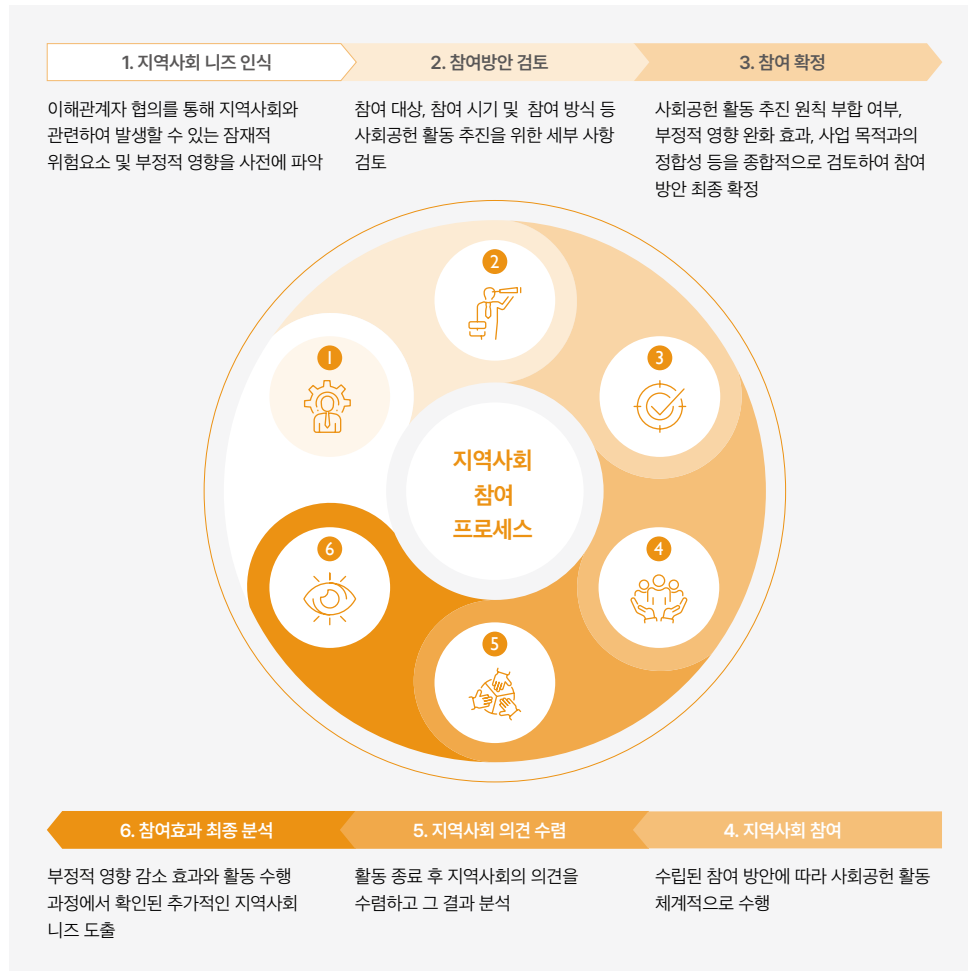 1. 지역사회 니즈 인식
이해관계자 협의를 통해 지역사회와
관련하여 발생할 수 있는 잠재적
위험요소 및 부정적 영향을 사전에 파악
2. 참여방안 검토
참여 대상, 참여 시기 및 참여 방식 등
사회공헌 활동 추진을 위한 세부 사항
검토
3. 참여 확정
사회공헌 활동 추진 원칙 부합 여부,
부정적 영향 완화 효과, 사업 목적과의
정합성 등을 종합적으로 검토하여 참여
방안 최종 확정
2
1
3
지역사회
참여
프로세스
6
4
5
6. 참여효과 최종 분석
부정적 영향 감소 효과와 활동 수행
과정에서 확인된 추가적인 지역사회
니즈 도출
5. 지역사회 의견 수렴
활동 종료 후 지역사회의 의견을
수렴하고 그 결과 분석
4. 지역사회 참여
수립된 참여 방안에 따라 사회공헌 활동
체계적으로 수행